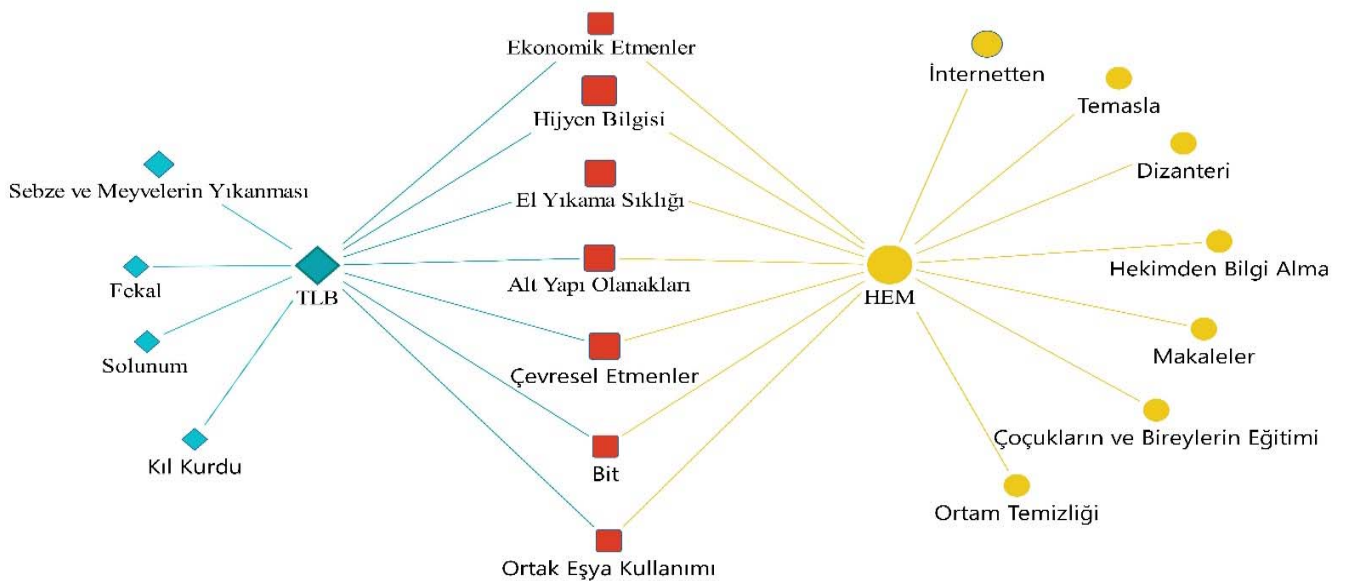 Ekonomik Etmenler
Hijyen Bilgisi
El Yıkama Sıklığı
Alt Yapı Olanakları
Çevresel Etmenler
Bit
Ortak Eşya Kullanımı
Sebze ve Meyvelerin Yıkanması
Fekal
Solunum
Kıl Kurdu
TLB
HEM
İnternetten
Temasla
Dizanteri
Hekimden Bilgi Alma
Makaleler
Çoçukların ve Bireylerin Eğitimi
Ortam Temizliği